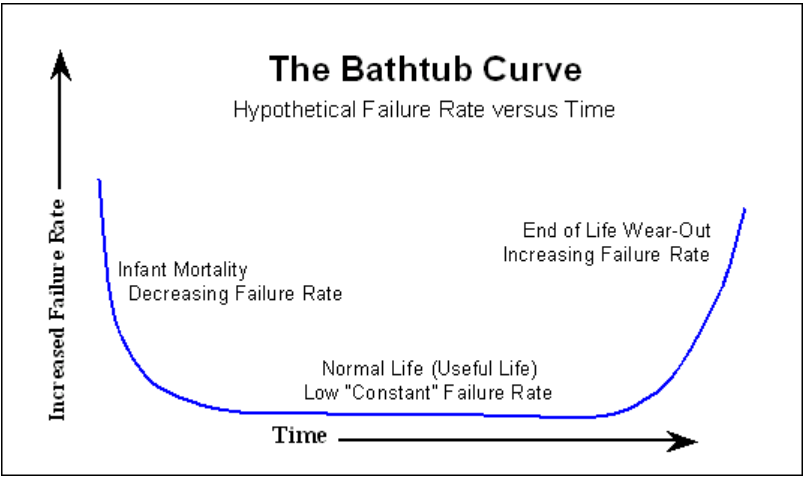 The Bathtub Curve
Hypothetical Failure Rate versus Time
Increased Failure Rate
End of Life Wear-Out
Increasing Failure Rate
Infant Mortality
Decreasing Failure Rate
Normal Life (Useful Life)
Low "Constant" Failure Rate
Time